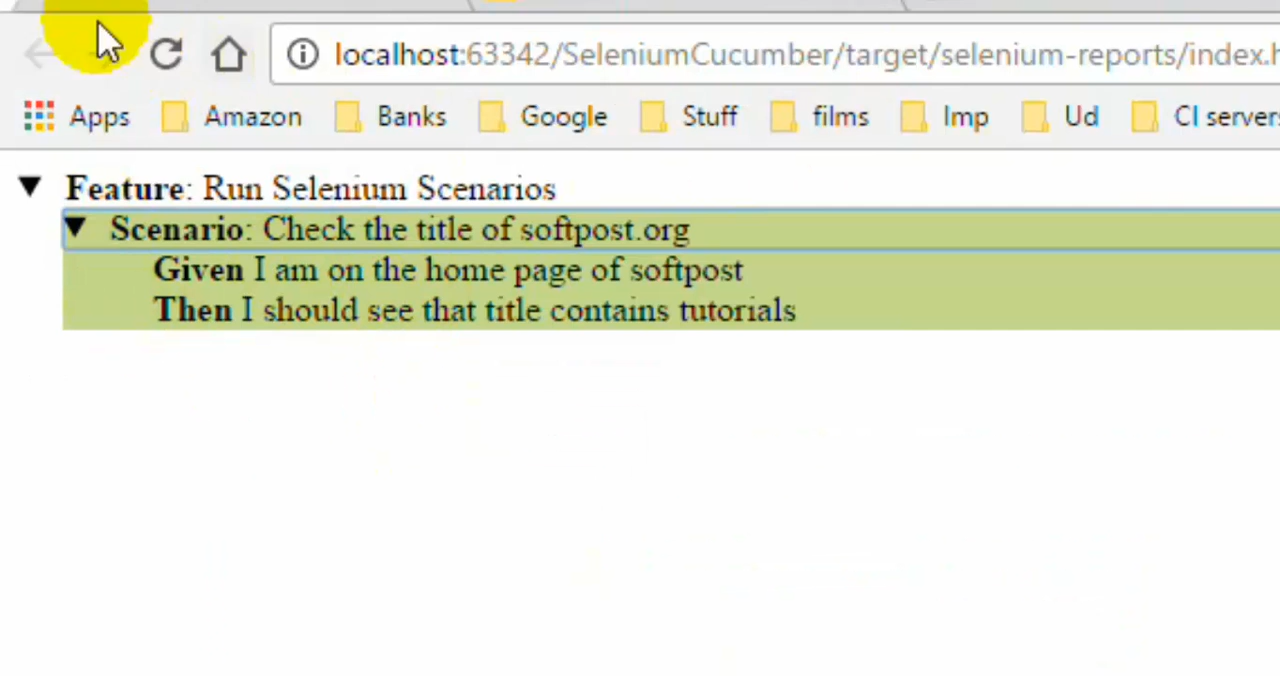 localhost:63342/SeleniumCucumber/target/selenium-reports/index.h
Apps Amazon Banks Google Stuff films Imp Ud CI servers
Feature: Run Selenium Scenarios
Scenario: Check the title of softpost.org
Given I am on the home page of softpost
Then I should see that title contains tutorials